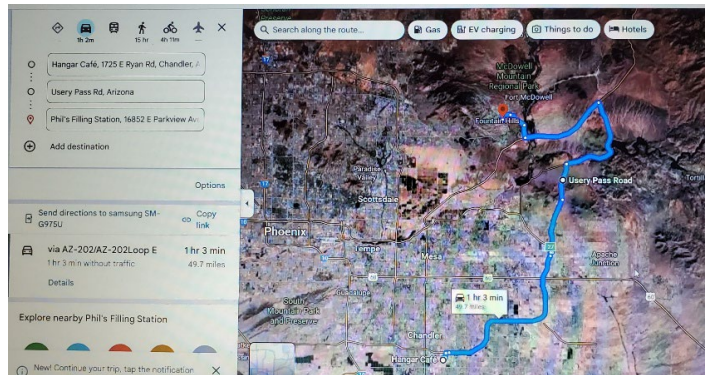 1h 2m
15 hr
4h 11m
Hangar Café, 1725 E Ryan Rd, Chandler, A
Usery Pass Rd, Arizona
Phil's Filling Station, 16852 E Parkview Av
Add destination
Options
Send directions to samsung SM-
G975U
Copy
link
via AZ-202/AZ-202Loop E
1 hr 3 min
1 hr 3 min without traffic
49.7 miles
Details
Explore nearby Phil's Filling Station
New! Continue your trip, tap the notification
Search along the route...
Gas
EV charging
Things to do
Hotels
McDowell
Mountain
Regional Park
Fort McDowell
Fountain Hills
Paradise
Valley
Scottsdale
Usery Pass Road
Phoenix
Tempe
Mesa
Apache
Junction
Guadalupe
South
Mountain Park
and Preserve
1 hr 3 min
49.7 miles
Chandler
Hangar Café